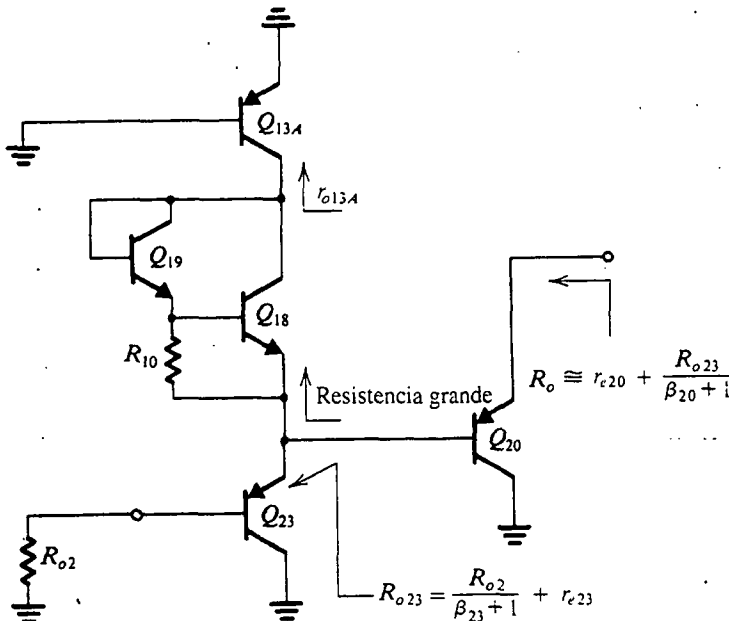 Q13A
ro13A
Q19
Q18
R10
Resistencia grande
Ro ≅ re20 + Ro23 / β20 + 1
Q20
Q23
Ro2
Ro23 = Ro2 / β23 + 1 + re23